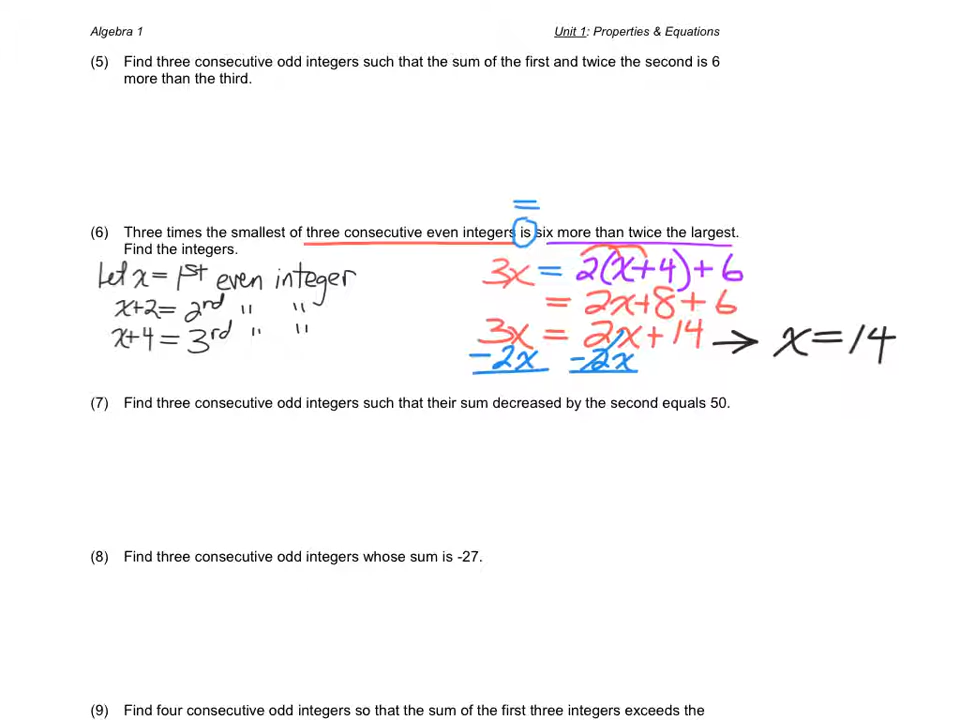 Algebra 1 Unit 1: Properties & Equations
(5) Find three consecutive odd integers such that the sum of the first and twice the second is 6
more than the third.
=
(6) Three times the smallest of three consecutive even integers is six more than twice the largest.
Find the integers.
Let x = 1st even integer
x+2 = 2rd " "
x+4 = 3rd " "
3x = 2(x+4)+6
= 2x+8+6
3x = 2x+14 → x=14
-2x -2x
(7) Find three consecutive odd integers such that their sum decreased by the second equals 50.
(8) Find three consecutive odd integers whose sum is -27.
(9) Find four consecutive odd integers so that the sum of the first three integers exceeds the